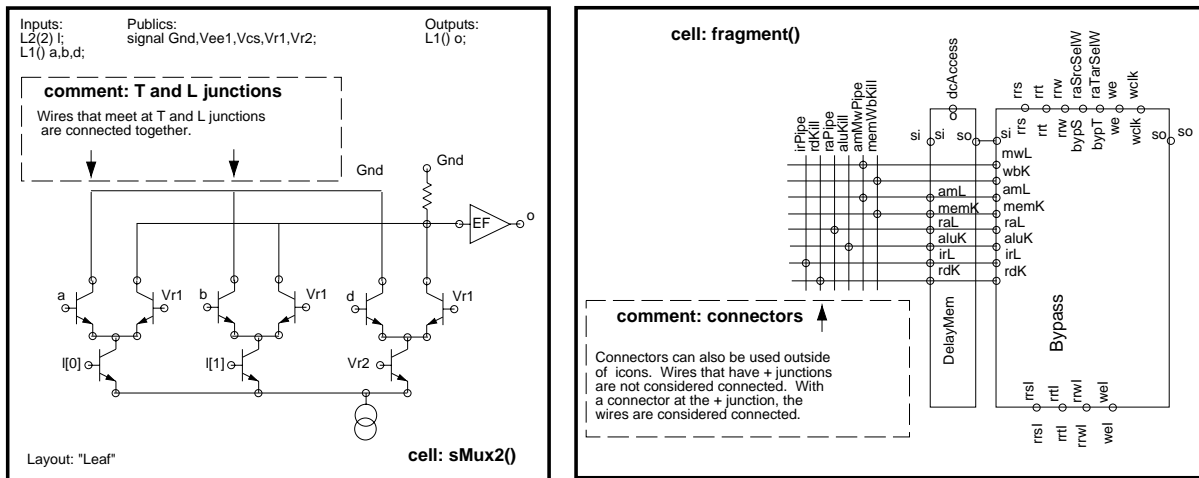 Inputs:
L2(2) l;
L1() a,b,d;
Publics:
signal Gnd,Vee1,Vcs,Vr1,Vr2;
Outputs:
L1() o;
comment: T and L junctions
Wires that meet at T and L junctions
are connected together.
Gnd
Gnd
EF
o
a
Vr1
b
Vr1
d
Vr1
l[0]
l[1]
Vr2
Layout: "Leaf"
cell: sMux2()
cell: fragment()
irPipe
rdKill
raPipe
aluKill
amMwPipe
memWbKill
dcAccess
rrs
rrt
rrw
raSrcSelW
raTarSelW
we
wclk
rrs
rrt
rrw
bypS
bypT
we
wclk
si
si
so
si
so
so
mwL
wbK
amL
amL
memK
memK
raL
raL
aluK
aluK
irL
irL
rdK
rdK
DelayMem
Bypass
comment: connectors
Connectors can also be used outside
of icons. Wires that have + junctions
are not considered connected. With
a connector at the + junction, the
wires are considered connected.
rrsl
rrtl
rrwl
wel
rrsl
rrtl
rrwl
wel